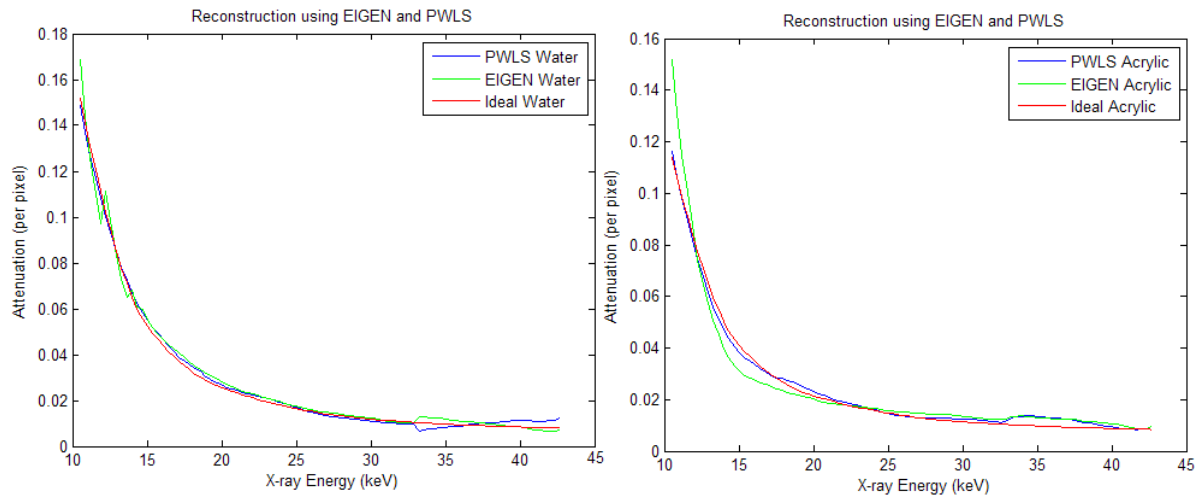 Reconstruction using EIGEN and PWLS
0.18
0.16
0.14
0.12
0.1
0.08
0.06
0.04
0.02
0
Attenuation (per pixel)
PWLS Water
EIGEN Water
Ideal Water
10 15 20 25 30 35 40 45
X-ray Energy (keV)
Reconstruction using EIGEN and PWLS
0.16
0.14
0.12
0.1
0.08
0.06
0.04
0.02
0
Attenuation (per pixel)
PWLS Acrylic
EIGEN Acrylic
Ideal Acrylic
10 15 20 25 30 35 40 45
X-ray Energy (keV)